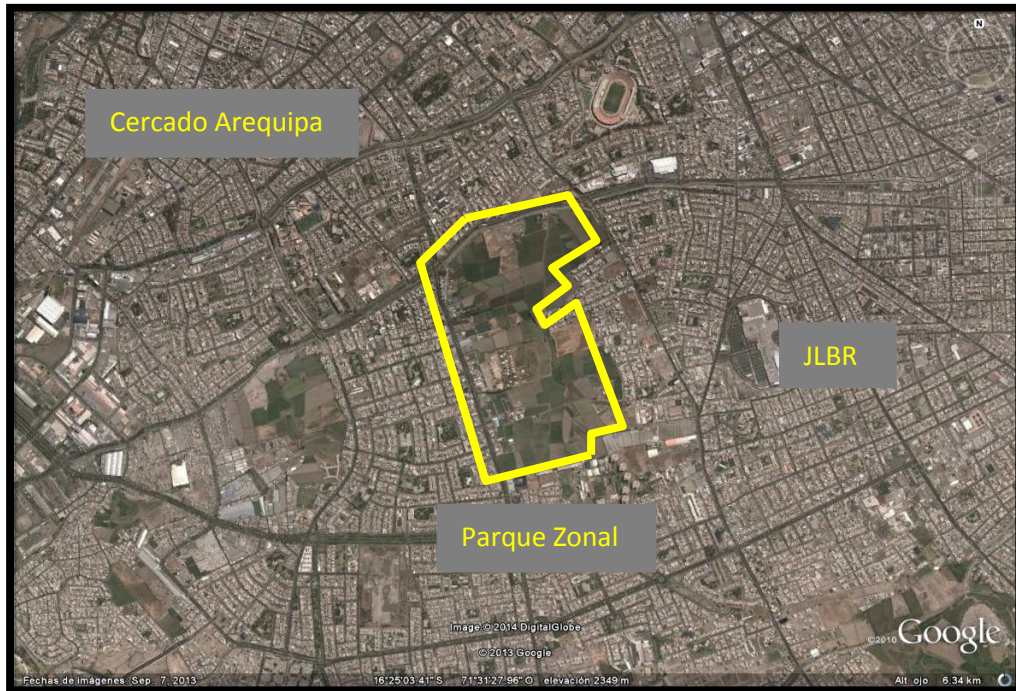 N
Cercado Arequipa
JLBR
Parque Zonal
Image © 2014 DigitalGlobe
© 2013 Google
©2010 Google
Fechas de imágenes: Sep 7, 2013 16°25'03.41" S 71°31'27.96" O elevación 2349 m Alt. ojo 6.34 km